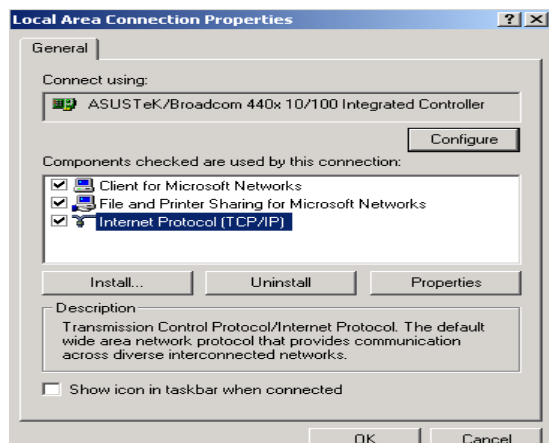 Local Area Connection Properties
General
Connect using:
ASUSTeK/Broadcom 440x 10/100 Integrated Controller
Configure
Components checked are used by this connection:
Client for Microsoft Networks
File and Printer Sharing for Microsoft Networks
Internet Protocol (TCP/IP)
Install...
Uninstall
Properties
Description
Transmission Control Protocol/Internet Protocol. The default
wide area network protocol that provides communication
across diverse interconnected networks.
Show icon in taskbar when connected
OK
Cancel